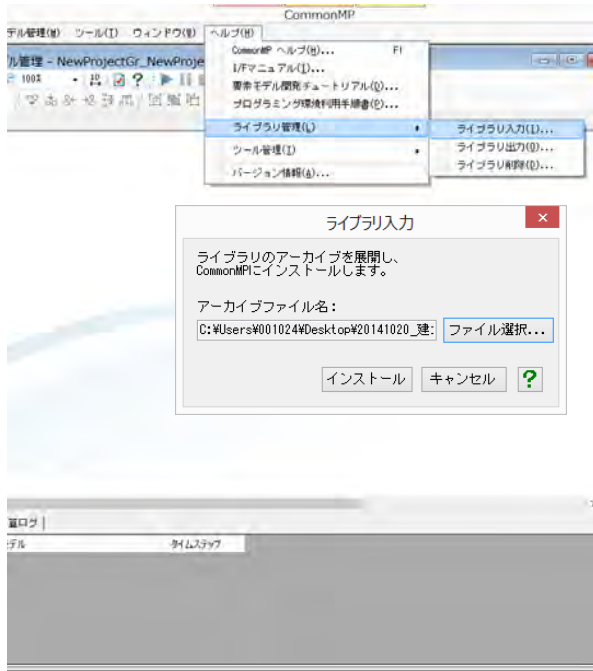 CommonMP
デル管理(M) ツール(T) ウィンドウ(W) ヘルプ(H)
ル管理 - NewProjectGr_NewProje
100%
CommonMP ヘルプ(H)... F1
I/Fマニュアル(I)...
要素モデル開発チュートリアル(D)...
プログラミング環境利用手順書(P)...
ライブラリ管理(L)
ツール管理(T)
バージョン情報(A)...
ライブラリ入力(I)...
ライブラリ出力(O)...
ライブラリ削除(D)...
ライブラリ入力
ライブラリのアーカイブを展開し、
CommonMPにインストールします。
アーカイブファイル名：
C:¥Users¥001024¥Desktop¥20141020_建:
ファイル選択...
インストール キャンセル ?
算ログ
デル タイムステップ